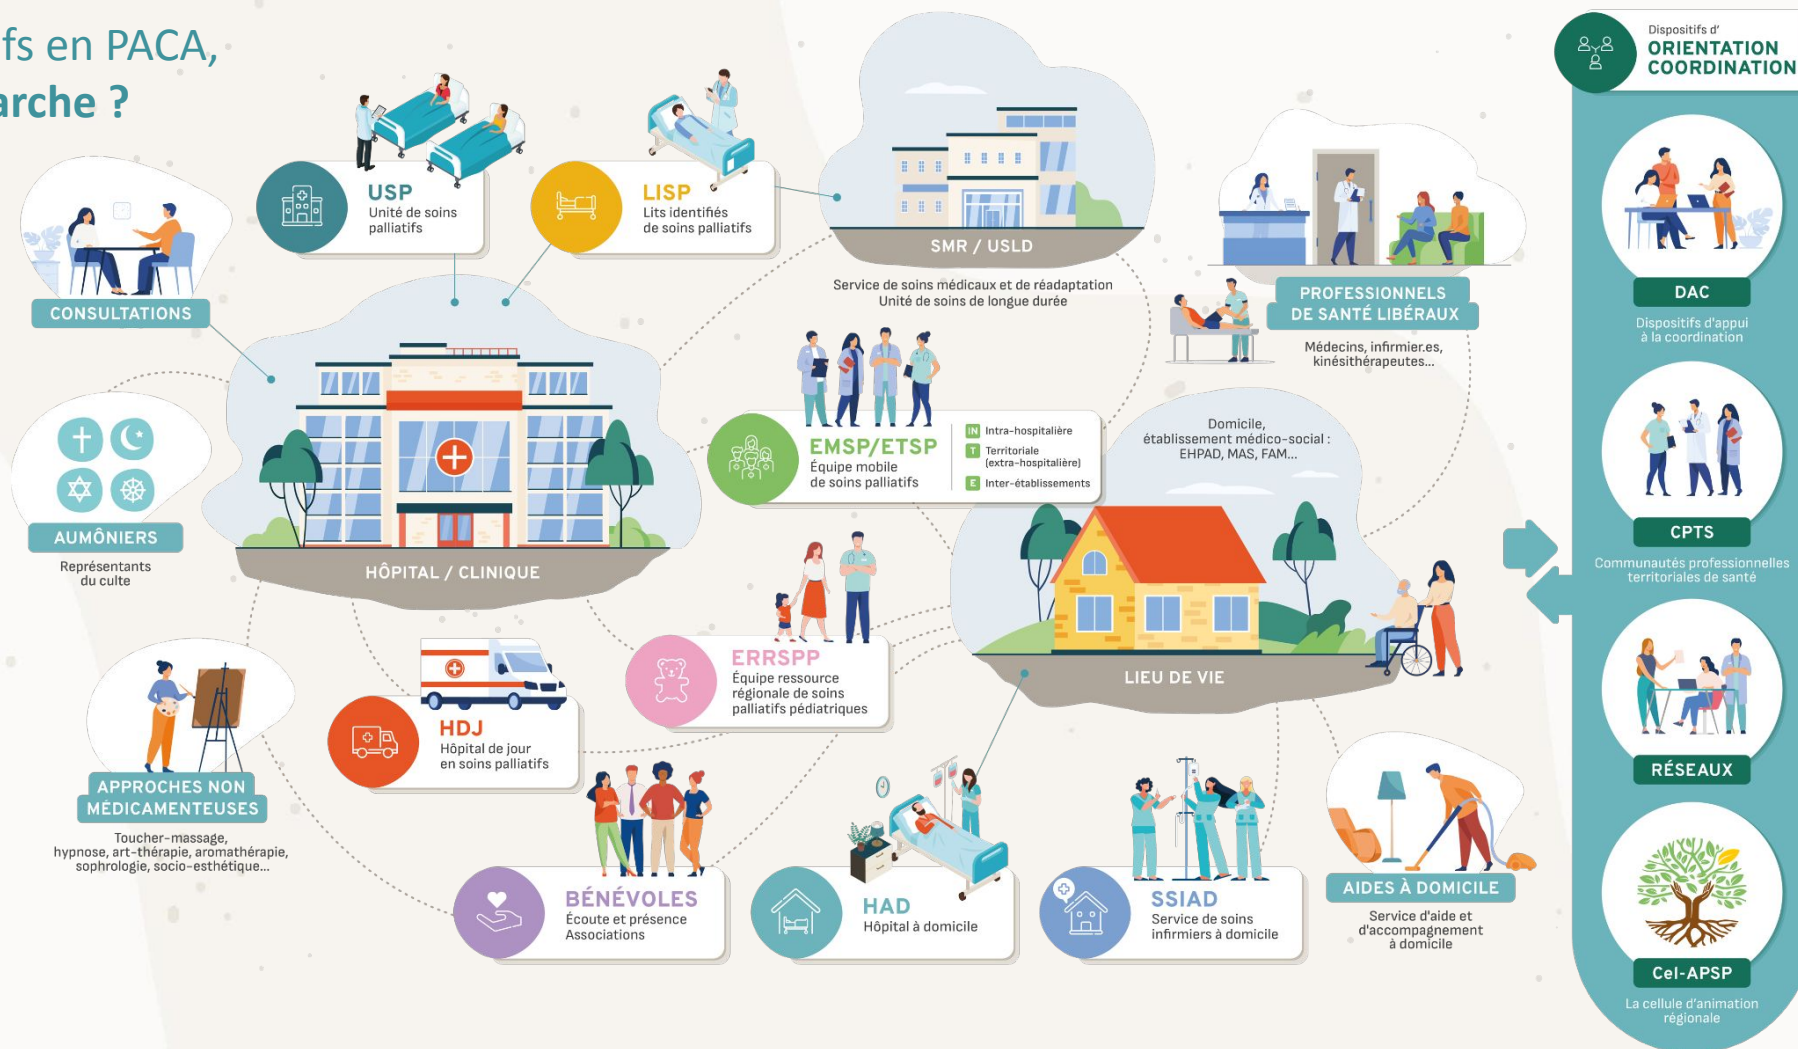 fs en PACA,
arche ?
CONSULTATIONS
USP
Unité de soins
palliatifs
LISP
Lits identifiés
de soins palliatifs
SMR / USLD
Service de soins médicaux et de réadaptation
Unité de soins de longue durée
PROFESSIONNELS
DE SANTÉ LIBÉRAUX
Médecins, infirmier.es,
kinésithérapeutes...
AUMÔNIERS
Représentants
du culte
HÔPITAL / CLINIQUE
EMSP/ETSP
Équipe mobile
de soins palliatifs
IN Intra-hospitalière
T Territoriale
(extra-hospitalière)
E Inter-établissements
Domicile,
établissement médico-social :
EHPAD, MAS, FAM...
LIEU DE VIE
ERRSPP
Équipe ressource
régionale de soins
palliatifs pédiatriques
HDJ
Hôpital de jour
en soins palliatifs
APPROCHES NON
MÉDICAMENTEUSES
Toucher-massage,
hypnose, art-thérapie, aromathérapie,
sophrologie, socio-esthétique...
BÉNÉVOLES
Écoute et présence
Associations
HAD
Hôpital à domicile
SSIAD
Service de soins
infirmiers à domicile
AIDES À DOMICILE
Service d'aide et
d'accompagnement
à domicile
Dispositifs d'
ORIENTATION
COORDINATION
DAC
Dispositifs d'appui
à la coordination
CPTS
Communautés professionnelles
territoriales de santé
RÉSEAUX
Cel-APSP
La cellule d'animation
régionale